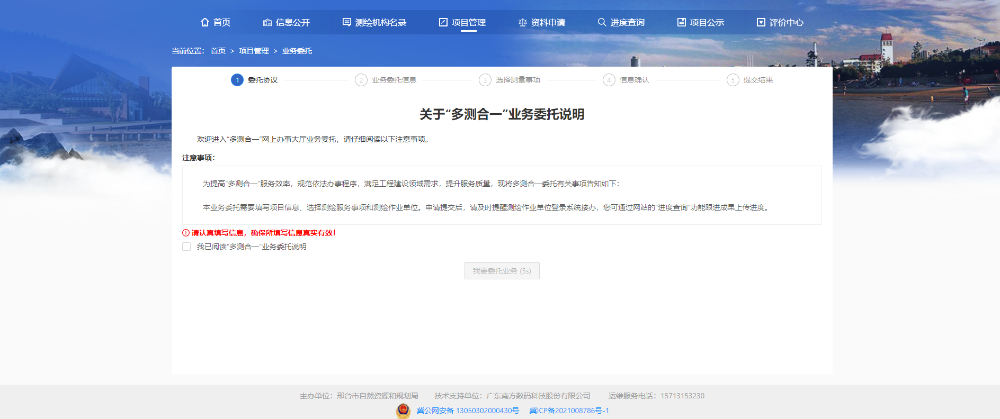 首页 信息公开 测绘机构名录 项目管理 资料申请 进度查询 项目公示 评价中心
当前位置： 首页 > 项目管理 > 业务委托
1 委托协议 2 业务委托信息 3 选择测量事项 4 信息确认 5 提交结果
关于“多测合一”业务委托说明
欢迎进入“多测合一”网上办事大厅业务委托，请仔细阅读以下注意事项。
注意事项：
为提高“多测合一”服务效率，规范依法办事程序，满足工程建设领域需求，提升服务质量，现将多测合一委托有关事项告知如下：
本业务委托需要填写项目信息、选择测绘服务事项和测绘作业单位。申请提交后，请及时提醒测绘作业单位登录系统接办，您可通过网站的“进度查询”功能跟进成果上传进度。
请认真填写信息，确保所填写信息真实有效！
我已阅读“多测合一”业务委托说明
我要委托业务 (5s)
主办单位：邢台市自然资源和规划局 技术支持单位：广东南方数码科技股份有限公司 运维服务电话：15713153230
冀公网安备 13050302000430号 冀ICP备2021008786号-1